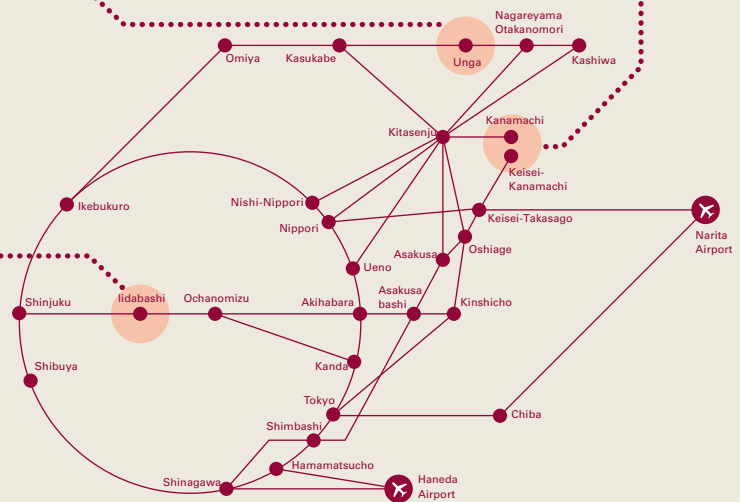 Nagareyama
Otakanomori
Omiya
Kasukabe
Unga
Kashiwa
Kitasenju
Kanamachi
Keisei-
Kanamachi
Ikebukuro
Nishi-Nippori
Nippori
Keisei-Takasago
Narita
Airport
Asakusa
Oshiage
Ueno
Shinjuku
Iidabashi
Ochanomizu
Akihabara
Asakusa
bashi
Kinshicho
Shibuya
Kanda
Tokyo
Chiba
Shimbashi
Hamamatsucho
Shinagawa
Haneda
Airport